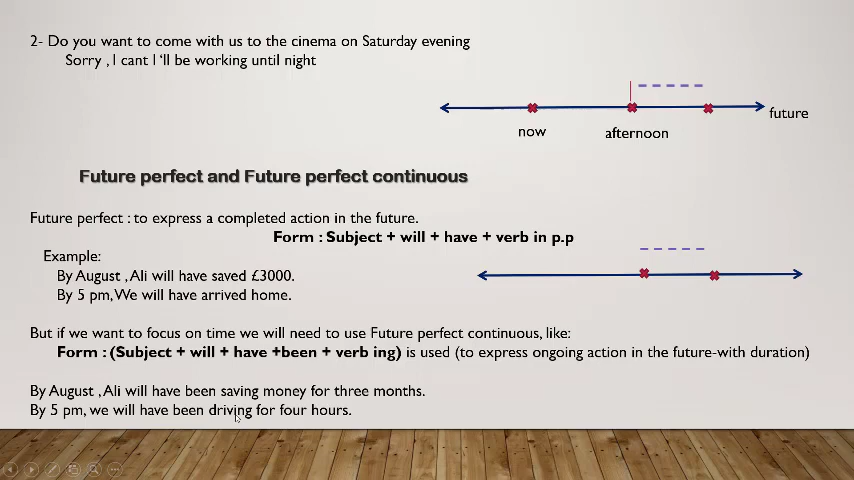 2- Do you want to come with us to the cinema on Saturday evening
Sorry , I cant I 'll be working until night
future
now
afternoon
Future perfect and Future perfect continuous
Future perfect : to express a completed action in the future.
Form : Subject + will + have + verb in p.p
Example:
By August , Ali will have saved £3000.
By 5 pm, We will have arrived home.
But if we want to focus on time we will need to use Future perfect continuous, like:
Form : (Subject + will + have +been + verb ing) is used (to express ongoing action in the future-with duration)
By August , Ali will have been saving money for three months.
By 5 pm, we will have been driving for four hours.